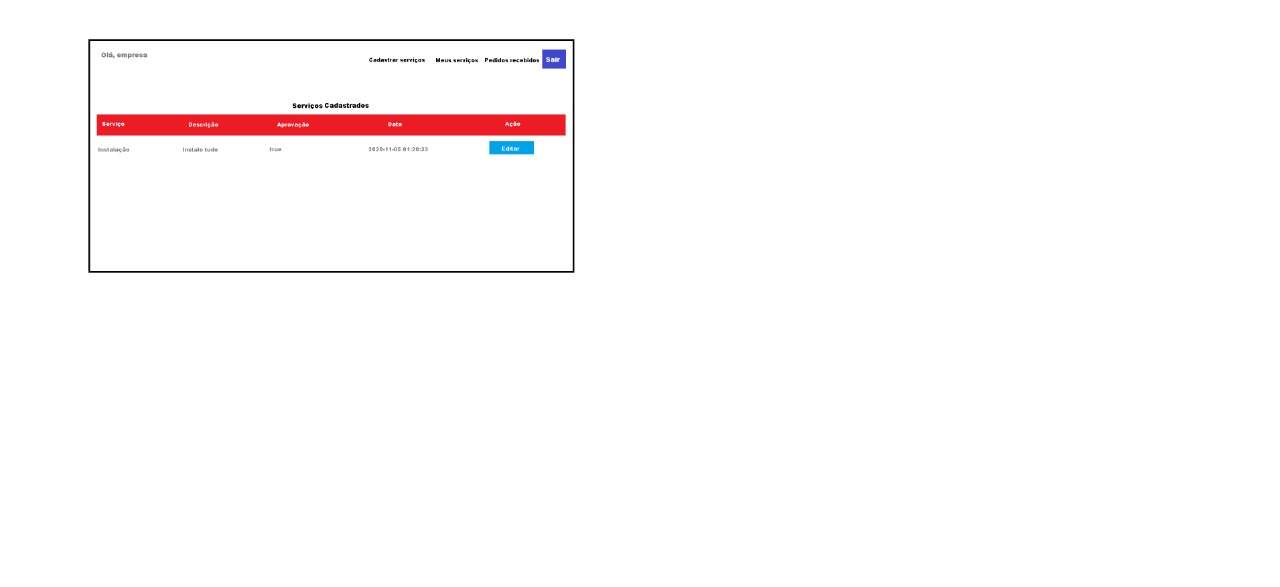 Olá, empresa
Cadastrar serviços Meus serviços Pedidos recebidos Sair
Serviços Cadastrados
Serviço Descrição Aprovação Data Ação
Instalação Instalo tudo true 2020-11-05 01:20:33 Editar